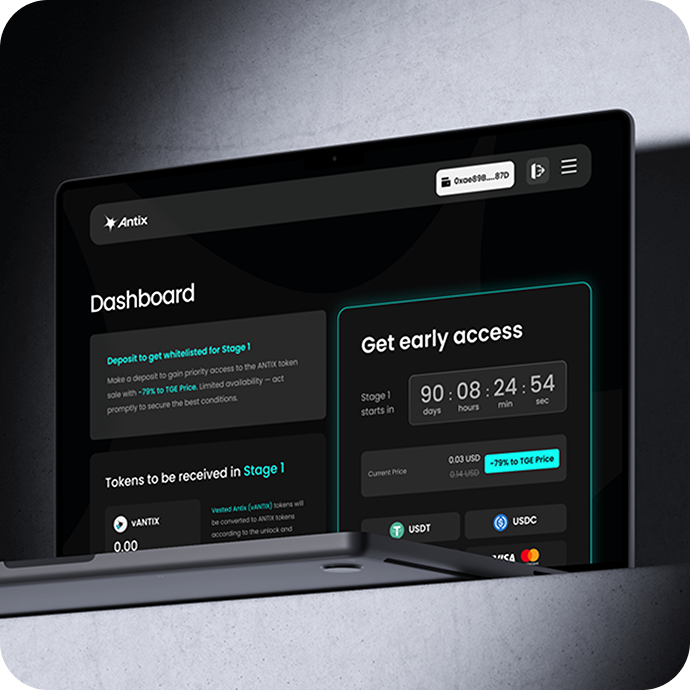 Antix
0xae898....87D
Dashboard
Deposit to get whitelisted for Stage 1
Make a deposit to gain priority access to the ANTIX token
sale with -79% to TGE Price. Limited availability — act
promptly to secure the best conditions.
Tokens to be received in Stage 1
vANTIX
0.00
Vested Antix (vANTIX) tokens will
be converted to ANTIX tokens
according to the unlock and
Get early access
Stage 1
starts in
90 : 08 : 24 : 54
days hours min sec
Current Price
0.03 USD
0.14 USD
-79% to TGE Price
USDT
USDC
VISA